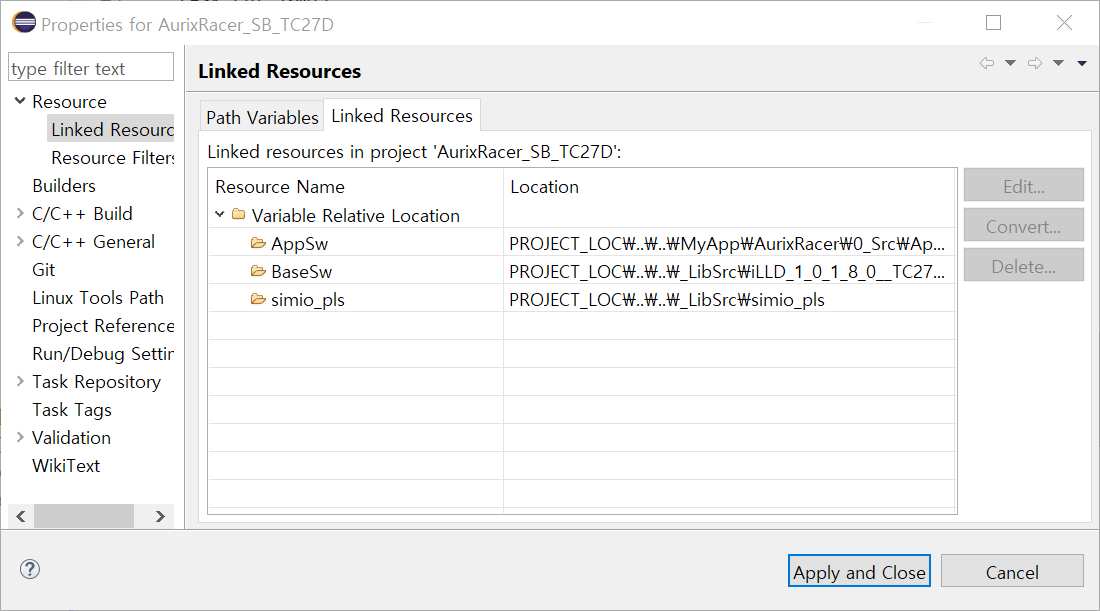 Properties for AurixRacer_SB_TC27D
type filter text
Resource
Linked Resourc
Resource Filters
Builders
C/C++ Build
C/C++ General
Git
Linux Tools Path
Project Reference
Run/Debug Settin
Task Repository
Task Tags
Validation
WikiText
Linked Resources
Path Variables
Linked Resources
Linked resources in project 'AurixRacer_SB_TC27D':
Resource Name Location
Variable Relative Location
AppSw PROJECT_LOC₩..₩..₩MyApp₩AurixRacer₩0_Src₩Ap...
BaseSw PROJECT_LOC₩..₩..₩_LibSrc₩iLLD_1_0_1_8_0__TC27...
simio_pls PROJECT_LOC₩..₩..₩_LibSrc₩simio_pls
Edit...
Convert...
Delete...
Apply and Close
Cancel